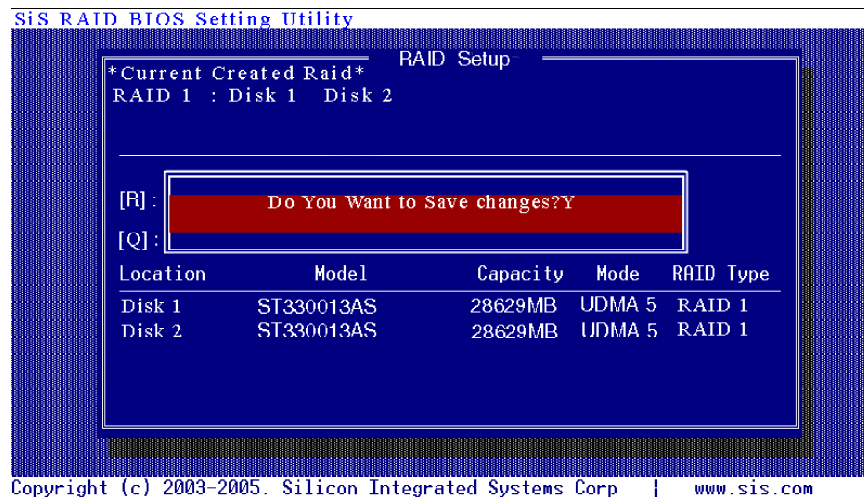 SiS RAID BIOS Setting Utility
RAID Setup
*Current Created Raid*
RAID 1 : Disk 1 Disk 2
Do You Want to Save changes?Y
[R] :
[Q] :
Location Model Capacity Mode RAID Type
Disk 1 ST330013AS 28629MB UDMA 5 RAID 1
Disk 2 ST330013AS 28629MB UDMA 5 RAID 1
Copyright (c) 2003-2005. Silicon Integrated Systems Corp | www.sis.com